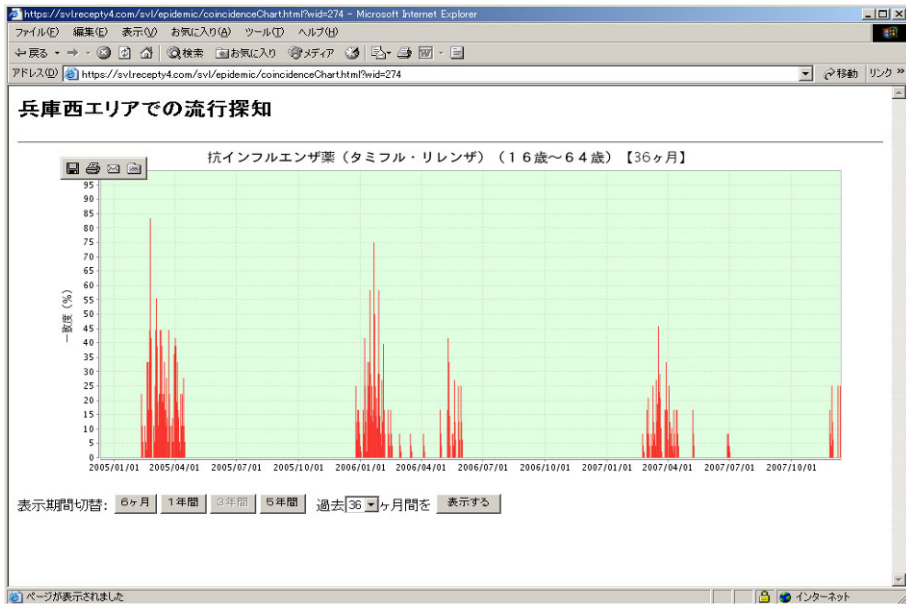 https://svl.recepty4.com/svl/epidemic/coincidenceChart.html?wid=274 - Microsoft Internet Explorer
ファイル(F) 編集(E) 表示(V) お気に入り(A) ツール(T) ヘルプ(H)
戻る 検索 お気に入り メディア
アドレス(D) https://svl.recepty4.com/svl/epidemic/coincidenceChart.html?wid=274 移動 リンク »
兵庫西エリアでの流行探知
抗インフルエンザ薬（タミフル・リレンザ）（１６歳～６４歳）【36ヶ月】
95
90
85
80
75
70
65
60
55
50
45
40
35
30
25
20
15
10
5
0
一致度（%）
2005/01/01 2005/04/01 2005/07/01 2005/10/01 2006/01/01 2006/04/01 2006/07/01 2006/10/01 2007/01/01 2007/04/01 2007/07/01 2007/10/01
表示期間切替: 6ヶ月 1年間 3年間 5年間 過去 36 ヶ月間を 表示する
ページが表示されました インターネット